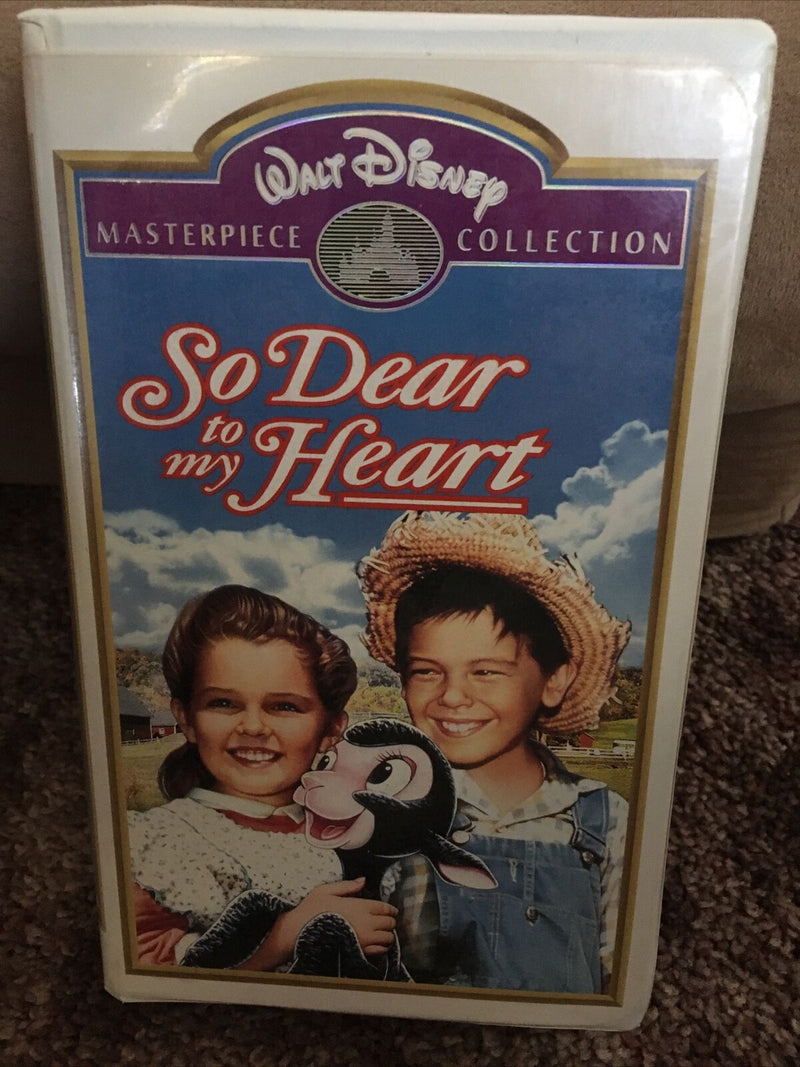 WALT DISNEY
MASTERPIECE COLLECTION
So Dear
to
my Heart